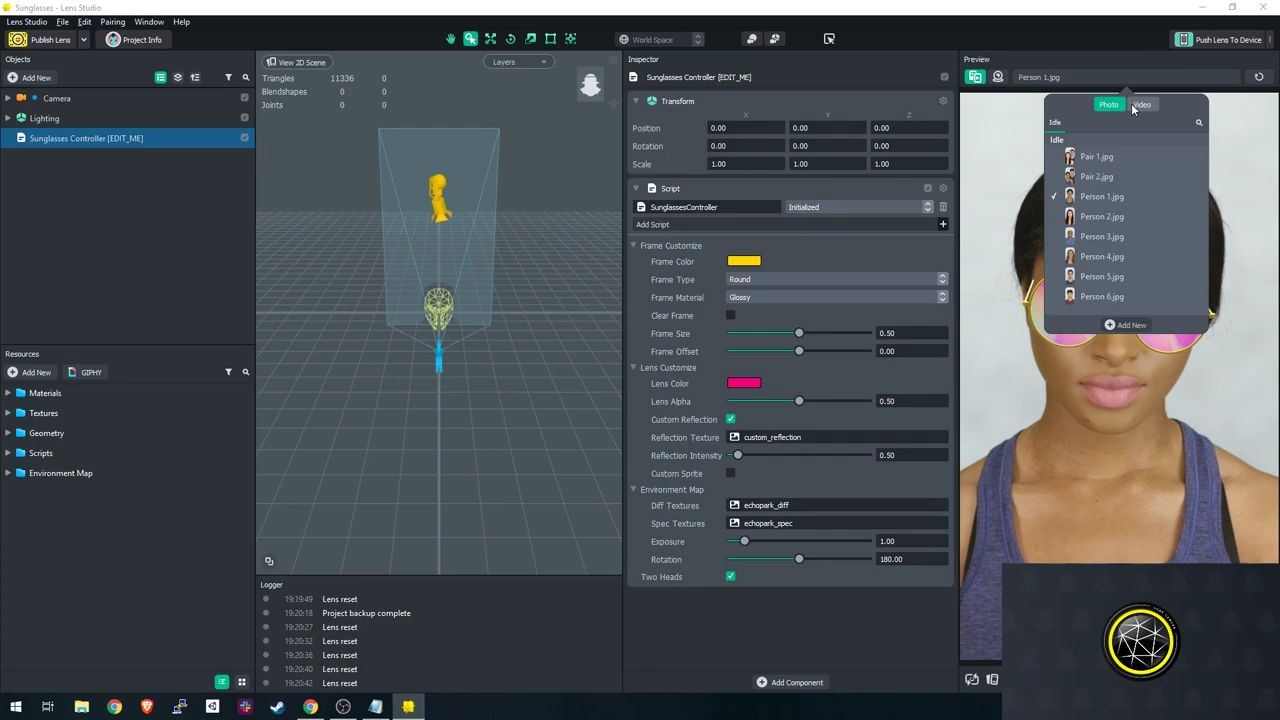 Sunglasses - Lens Studio
Lens Studio File Edit Pairing Window Help
Publish Lens Project Info World Space Push Lens To Device
Objects
Add New
Camera
Lighting
Sunglasses Controller [EDIT_ME]
Resources
Add New GIPHY
Materials
Textures
Geometry
Scripts
Environment Map
View 2D Scene Layers
Triangles 11336 0
Blendshapes 0 0
Joints 0 0
Logger
19:19:49 Lens reset
19:20:18 Project backup complete
19:20:27 Lens reset
19:20:32 Lens reset
19:20:36 Lens reset
19:20:40 Lens reset
19:20:42 Lens reset
Inspector
Sunglasses Controller [EDIT_ME]
Transform
X Y Z
Position 0.00 0.00 0.00
Rotation 0.00 0.00 0.00
Scale 1.00 1.00 1.00
Script
SunglassesController Initialized
Add Script
Frame Customize
Frame Color
Frame Type Round
Frame Material Glossy
Clear Frame
Frame Size 0.50
Frame Offset 0.00
Lens Customize
Lens Color
Lens Alpha 0.50
Custom Reflection
Reflection Texture custom_reflection
Reflection Intensity 0.50
Custom Sprite
Environment Map
Diff Textures echopark_diff
Spec Textures echopark_spec
Exposure 1.00
Rotation 180.00
Two Heads
Add Component
Preview
Person 1.jpg
Photo Video
Idle
Idle
Pair 1.jpg
Pair 2.jpg
Person 1.jpg
Person 2.jpg
Person 3.jpg
Person 4.jpg
Person 5.jpg
Person 6.jpg
Add New